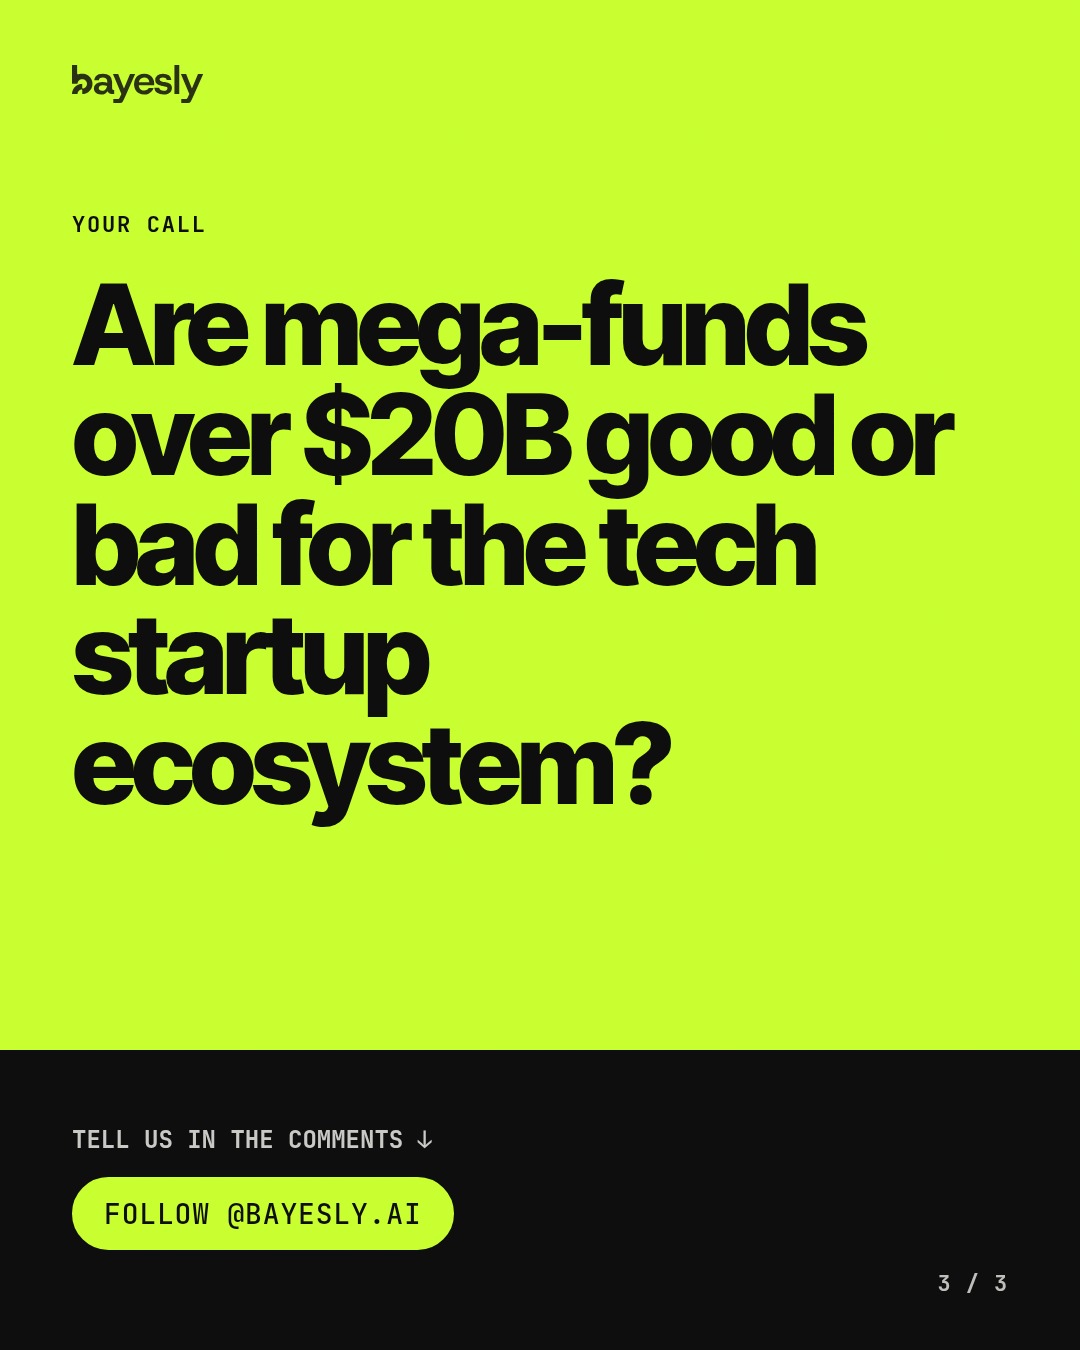 bayesly
YOUR CALL
Are mega-funds
over $20B good or
bad for the tech
startup
ecosystem?
TELL US IN THE COMMENTS ↓
FOLLOW @BAYESLY.AI
3 / 3